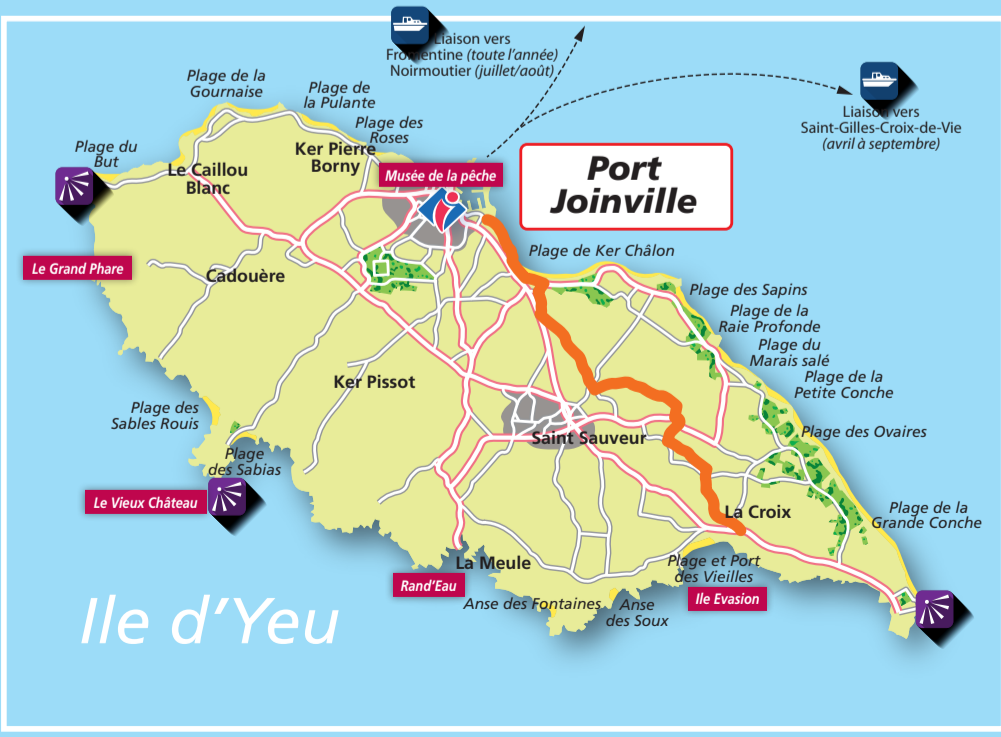 Liaison vers
Fromentine (toute l'année)
Noirmoutier (juillet/août)
Liaison vers
Saint-Gilles-Croix-de-Vie
(avril à septembre)
Plage de la
Gournaise
Plage de
la Pulante
Plage des
Roses
Ker Pierre
Borny
Plage du
But
Le Caillou
Blanc
Musée de la pêche
Port
Joinville
Plage de Ker Châlon
Le Grand Phare
Cadouère
Plage des Sapins
Plage de la
Raie Profonde
Plage du
Marais salé
Plage de la
Petite Conche
Ker Pissot
Plage des
Sables Rouis
Saint Sauveur
Plage des Ovaires
Plage
des Sabias
Le Vieux Château
La Croix
Plage de la
Grande Conche
La Meule
Rand'Eau
Plage et Port
des Vieilles
Ile Evasion
Anse des Fontaines
Anse
des Soux
Ile d'Yeu